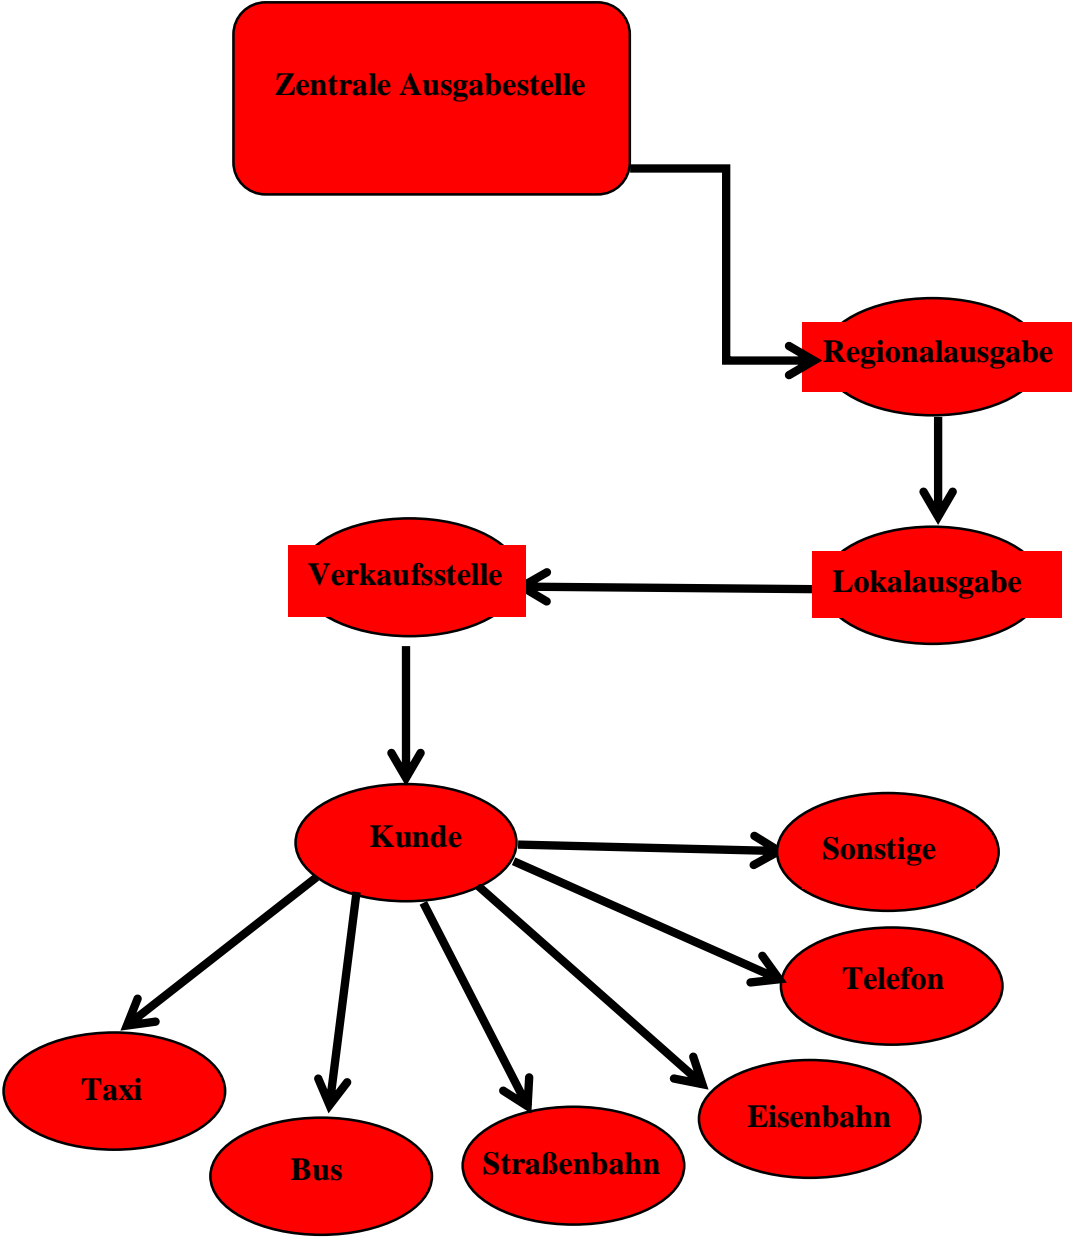 Zentrale Ausgabestelle
Regionalausgabe
Verkaufsstelle
Lokalausgabe
Kunde
Sonstige
Telefon
Taxi
Eisenbahn
Bus
Straßenbahn